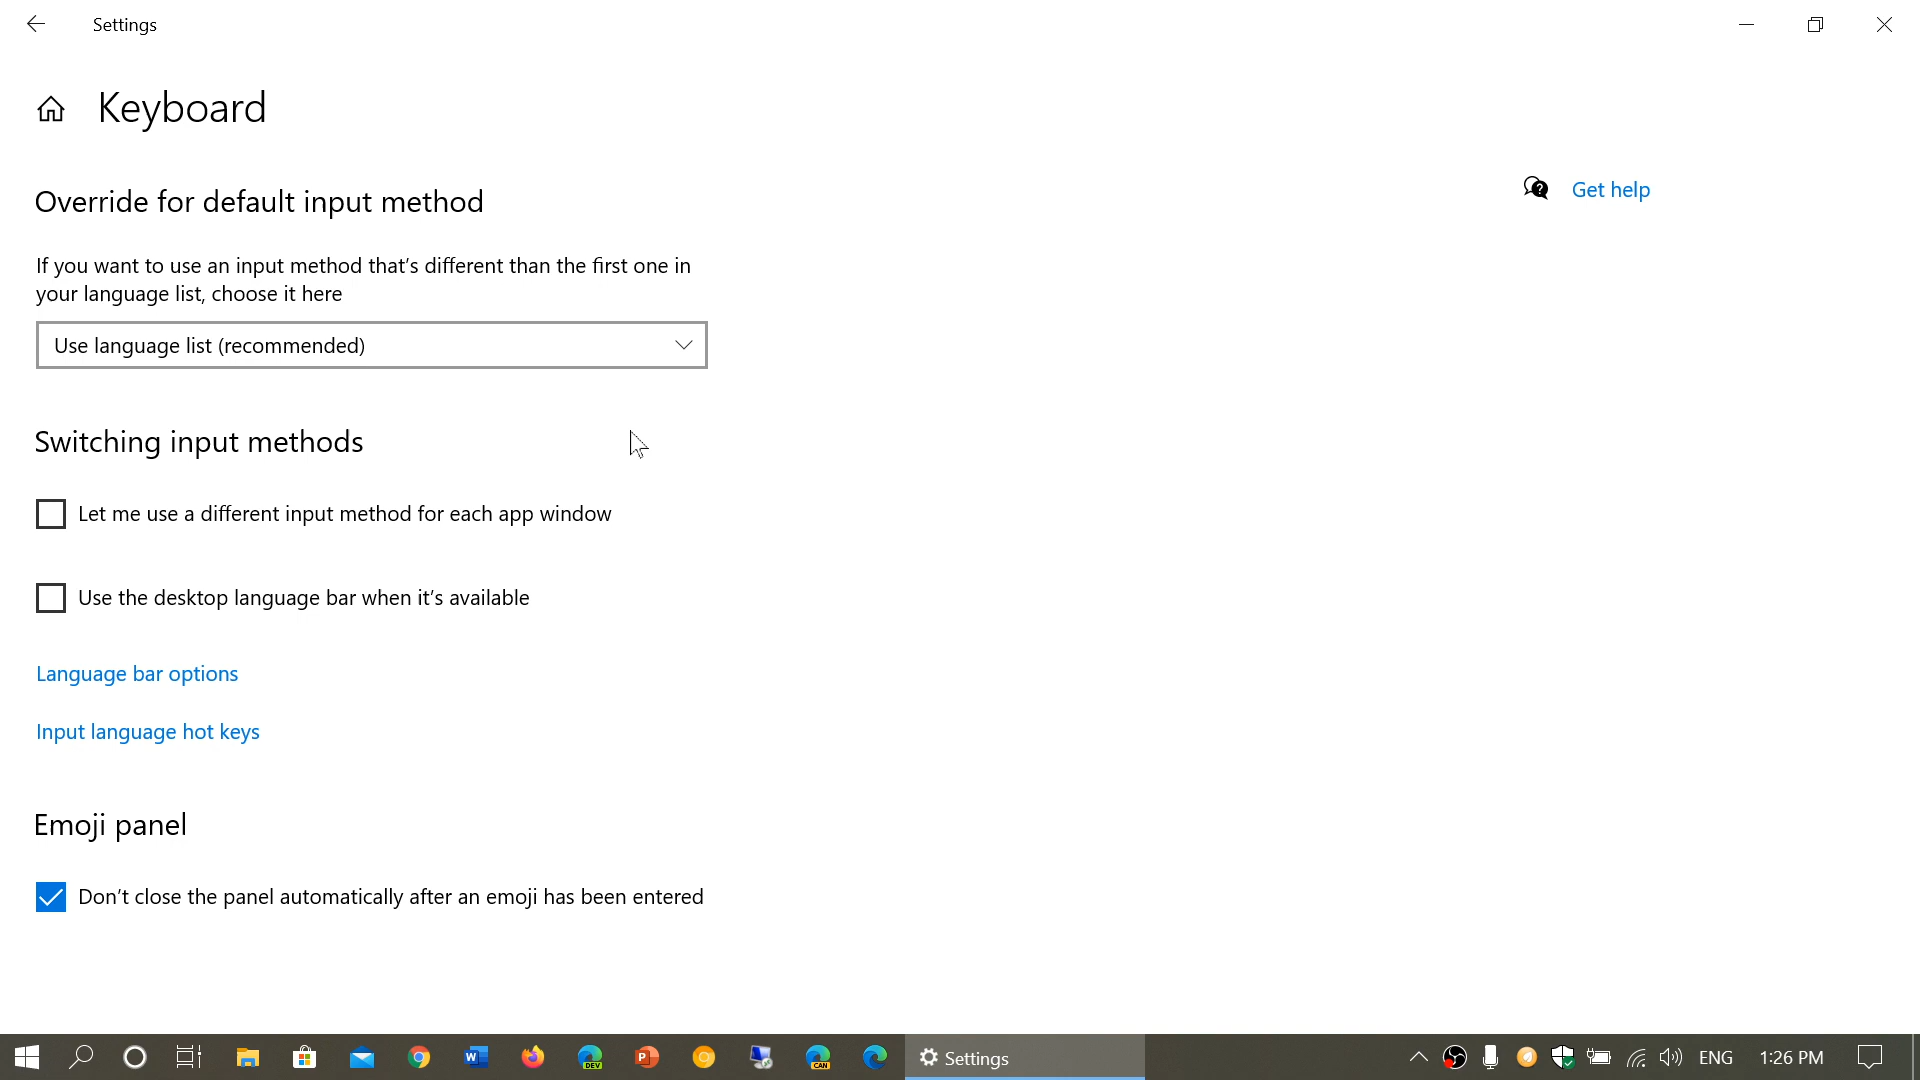 Settings
Keyboard
Override for default input method
Get help
If you want to use an input method that's different than the first one in
your language list, choose it here
Use language list (recommended)
Switching input methods
Let me use a different input method for each app window
Use the desktop language bar when it's available
Language bar options
Input language hot keys
Emoji panel
Don't close the panel automatically after an emoji has been entered
W
DEV
P
CAN
Settings
ENG
1:26 PM